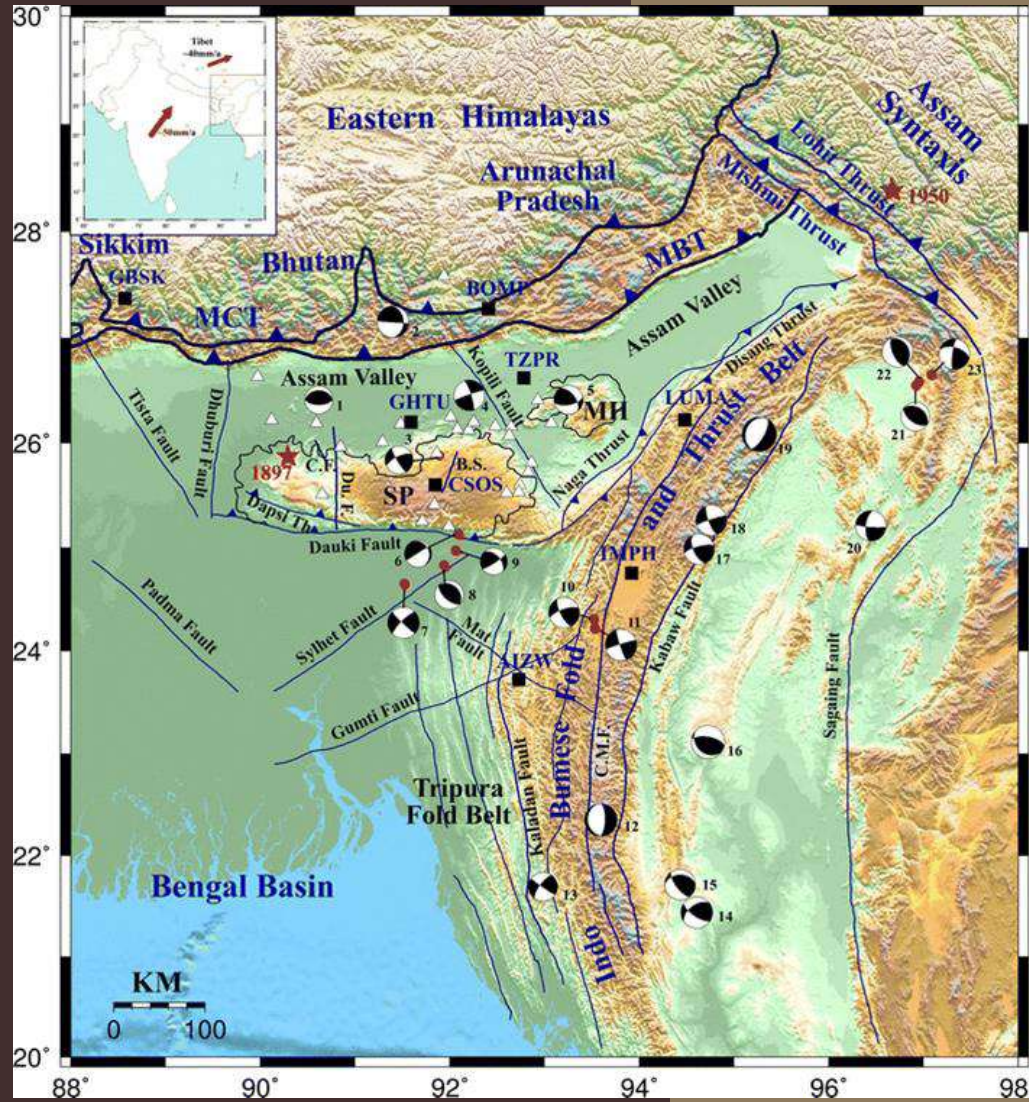 30°
28°
26°
24°
22°
20°
88°
90°
92°
94°
96°
98
Tibet
~40mm/a
~50mm/a
Eastern Himalayas
Assam
Syntaxis
Arunachal
Pradesh
Lohit Thrust
Mishmi Thrust
1950
Sikkim
GBSK
Bhutan
BOMP
MBT
MCT
2
Assam Valley
Assam Valley
Disang Thrust
Kopili Fault
TZPR
Tista Fault
Dhuburi Fault
1
GHTU
4
5
MH
LUMA
22
23
21
3
1897
C.F.
Du. F.
SP
B.S.
CSOS
Naga Thrust
19
Dapsi Th.
Dauki Fault
6
9
8
7
10
11
IMPH
18
17
20
Padma Fault
Sylhet Fault
Mat
Fault
AIZW
Gumti Fault
Kabaw Fault
Sagaing Fault
Indo
Bumese
Fold
and
Thrust
Belt
C.M.F.
16
Tripura
Fold Belt
Kaladan Fault
12
13
15
14
Bengal Basin
KM
0 100